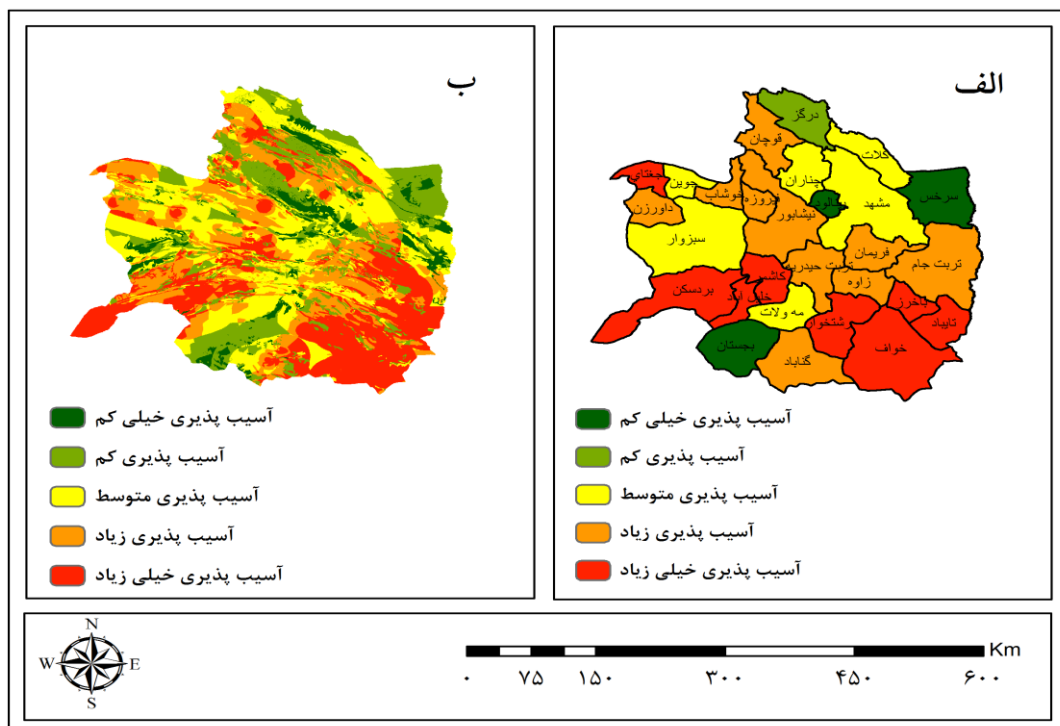 الف
درگز
قوچان
کلات
چناران
جغتای
جوین
خوشاب
فیروزه
نیشابور
مشهد
سرخس
داورزن
سبزوار
فریمان
تربت جام
تربت حیدریه
زاوه
کاشمر
بردسکن
خلیل آباد
مه ولات
رشتخوار
باخرز
تایباد
خواف
بجستان
گناباد
آسیب پذیری خیلی کم
آسیب پذیری کم
آسیب پذیری متوسط
آسیب پذیری زیاد
آسیب پذیری خیلی زیاد
ب
آسیب پذیری خیلی کم
آسیب پذیری کم
آسیب پذیری متوسط
آسیب پذیری زیاد
آسیب پذیری خیلی زیاد
N
W E
S
Km
۰ ۷۵ ۱۵۰ ۳۰۰ ۴۵۰ ۶۰۰